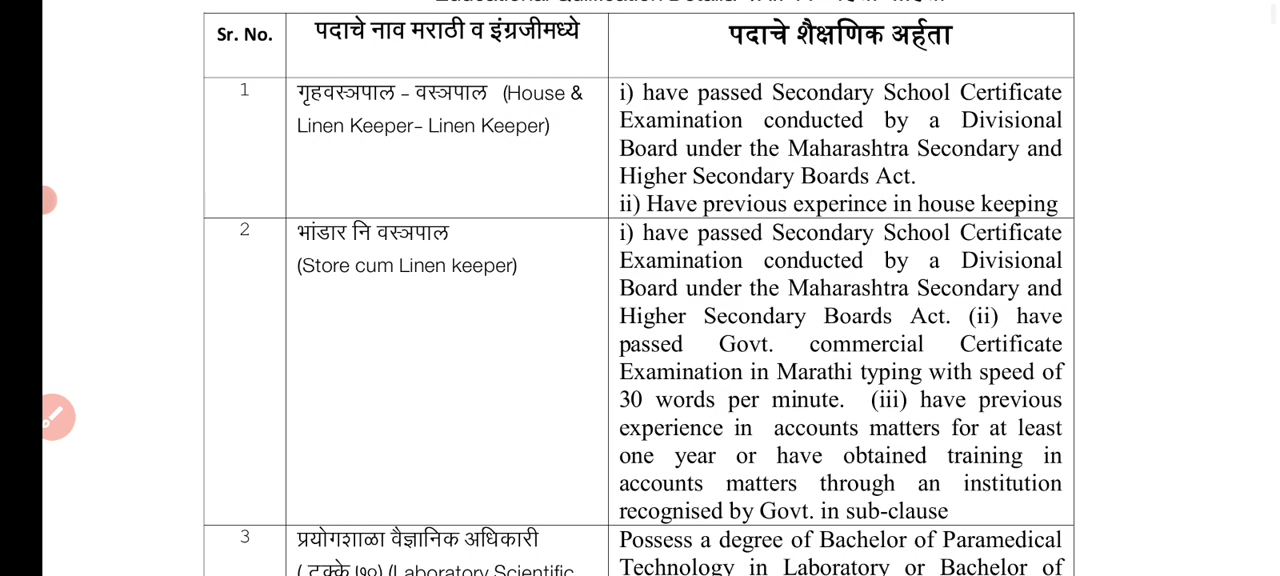 Sr. No.
पदाचे नाव मराठी व इंग्रजीमध्ये
पदाचे शैक्षणिक अर्हता
1
गृहवस्त्रपाल – वस्त्रपाल (House &
Linen Keeper– Linen Keeper)
i) have passed Secondary School Certificate
Examination conducted by a Divisional
Board under the Maharashtra Secondary and
Higher Secondary Boards Act.
ii) Have previous experince in house keeping
2
भांडार नि वस्त्रपाल
(Store cum Linen keeper)
i) have passed Secondary School Certificate
Examination conducted by a Divisional
Board under the Maharashtra Secondary and
Higher Secondary Boards Act. (ii) have
passed Govt. commercial Certificate
Examination in Marathi typing with speed of
30 words per minute. (iii) have previous
experience in accounts matters for at least
one year or have obtained training in
accounts matters through an institution
recognised by Govt. in sub-clause
3
प्रयोगशाळा वैज्ञानिक अधिकारी
( टक्के ७०) (Laboratory Scientific
Possess a degree of Bachelor of Paramedical
Technology in Laboratory or Bachelor of